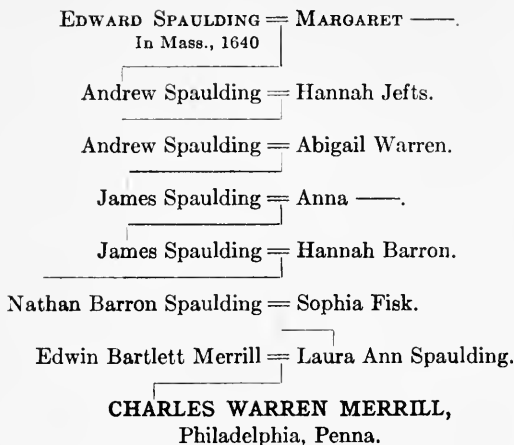 EDWARD SPAULDING = MARGARET ——.
In Mass., 1640
Andrew Spaulding = Hannah Jefts.
Andrew Spaulding = Abigail Warren.
James Spaulding = Anna ——.
James Spaulding = Hannah Barron.
Nathan Barron Spaulding = Sophia Fisk.
Edwin Bartlett Merrill = Laura Ann Spaulding.
CHARLES WARREN MERRILL,
Philadelphia, Penna.